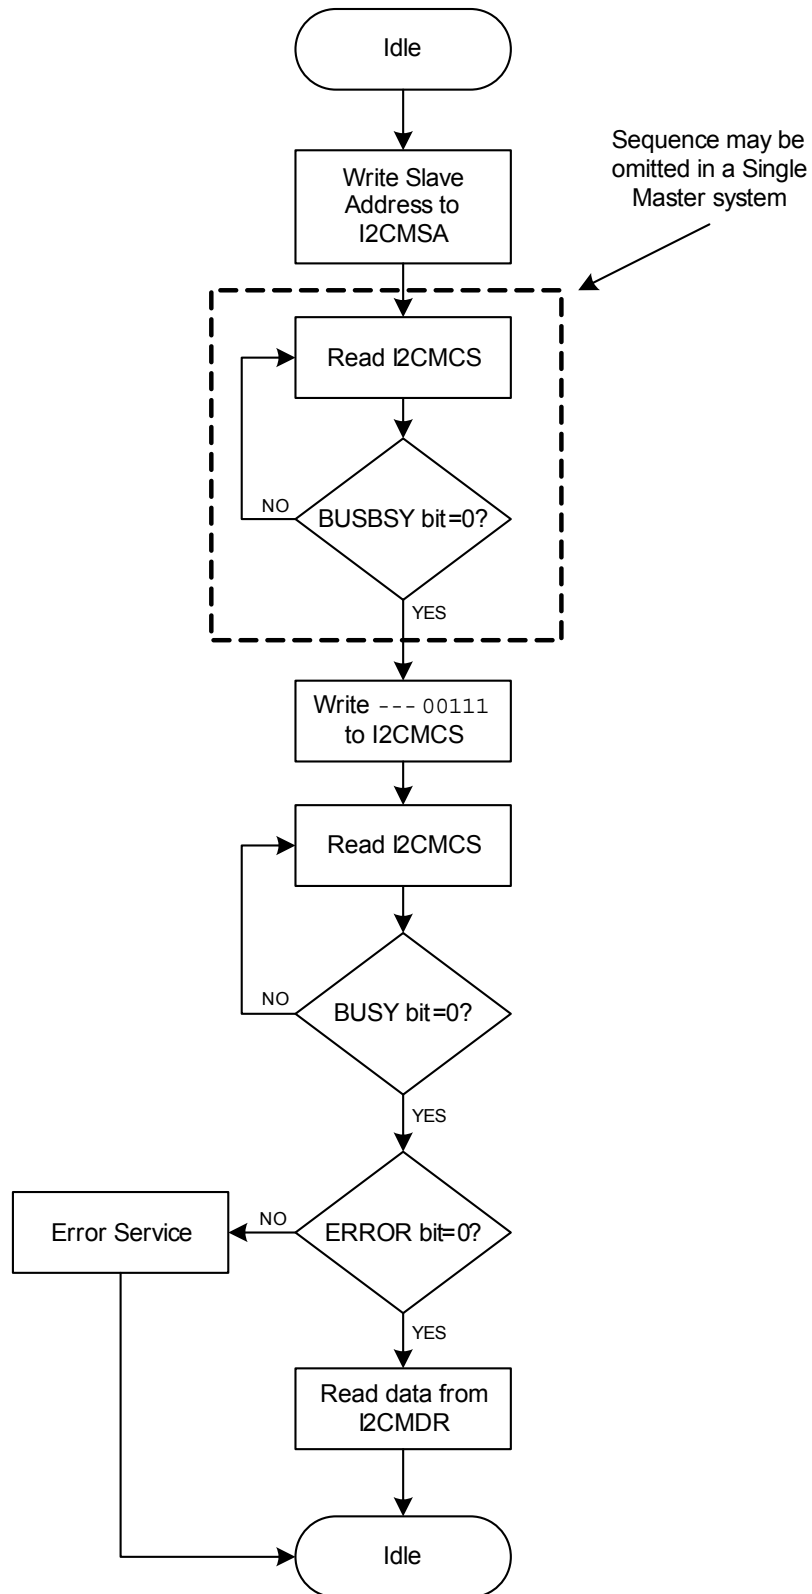 Idle
Write Slave
Address to
I2CMSA
Sequence may be
omitted in a Single
Master system
Read I2CMCS
BUSBSY bit=0?
NO
YES
Write ---00111
to I2CMCS
Read I2CMCS
BUSY bit=0?
NO
YES
ERROR bit=0?
NO
Error Service
YES
Read data from
I2CMDR
Idle